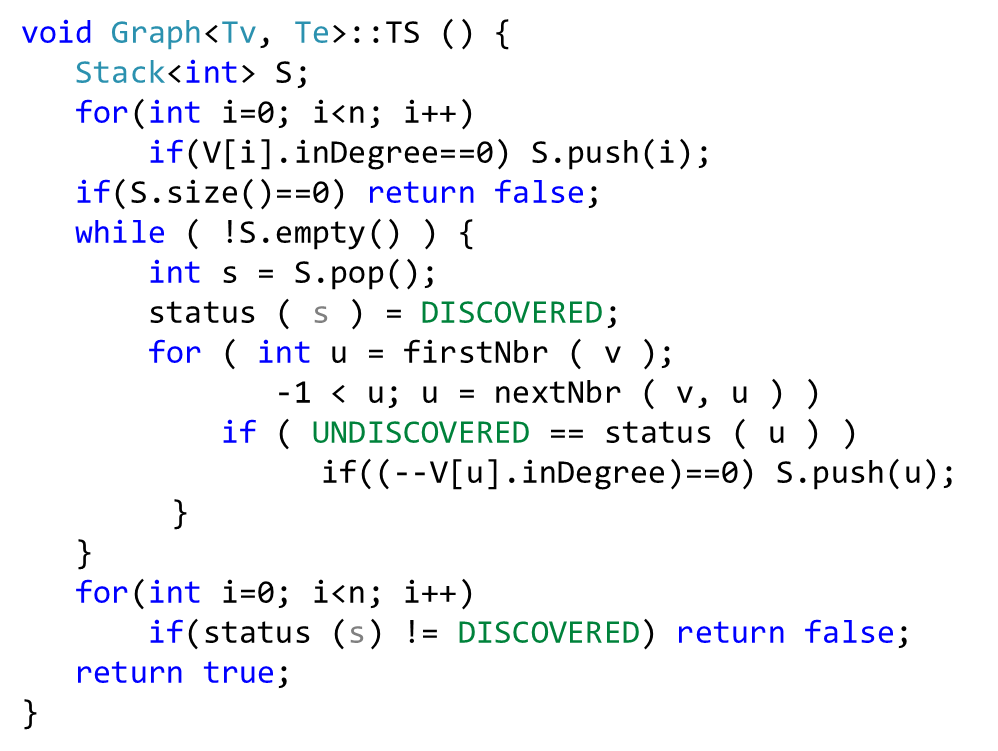 void Graph<Tv, Te>::TS () {
Stack<int> S;
for(int i=0; i<n; i++)
if(V[i].inDegree==0) S.push(i);
if(S.size()==0) return false;
while ( !S.empty() ) {
int s = S.pop();
status ( s ) = DISCOVERED;
for ( int u = firstNbr ( v );
-1 < u; u = nextNbr ( v, u ) )
if ( UNDISCOVERED == status ( u ) )
if((--V[u].inDegree)==0) S.push(u);
}
}
for(int i=0; i<n; i++)
if(status (s) != DISCOVERED) return false;
return true;
}